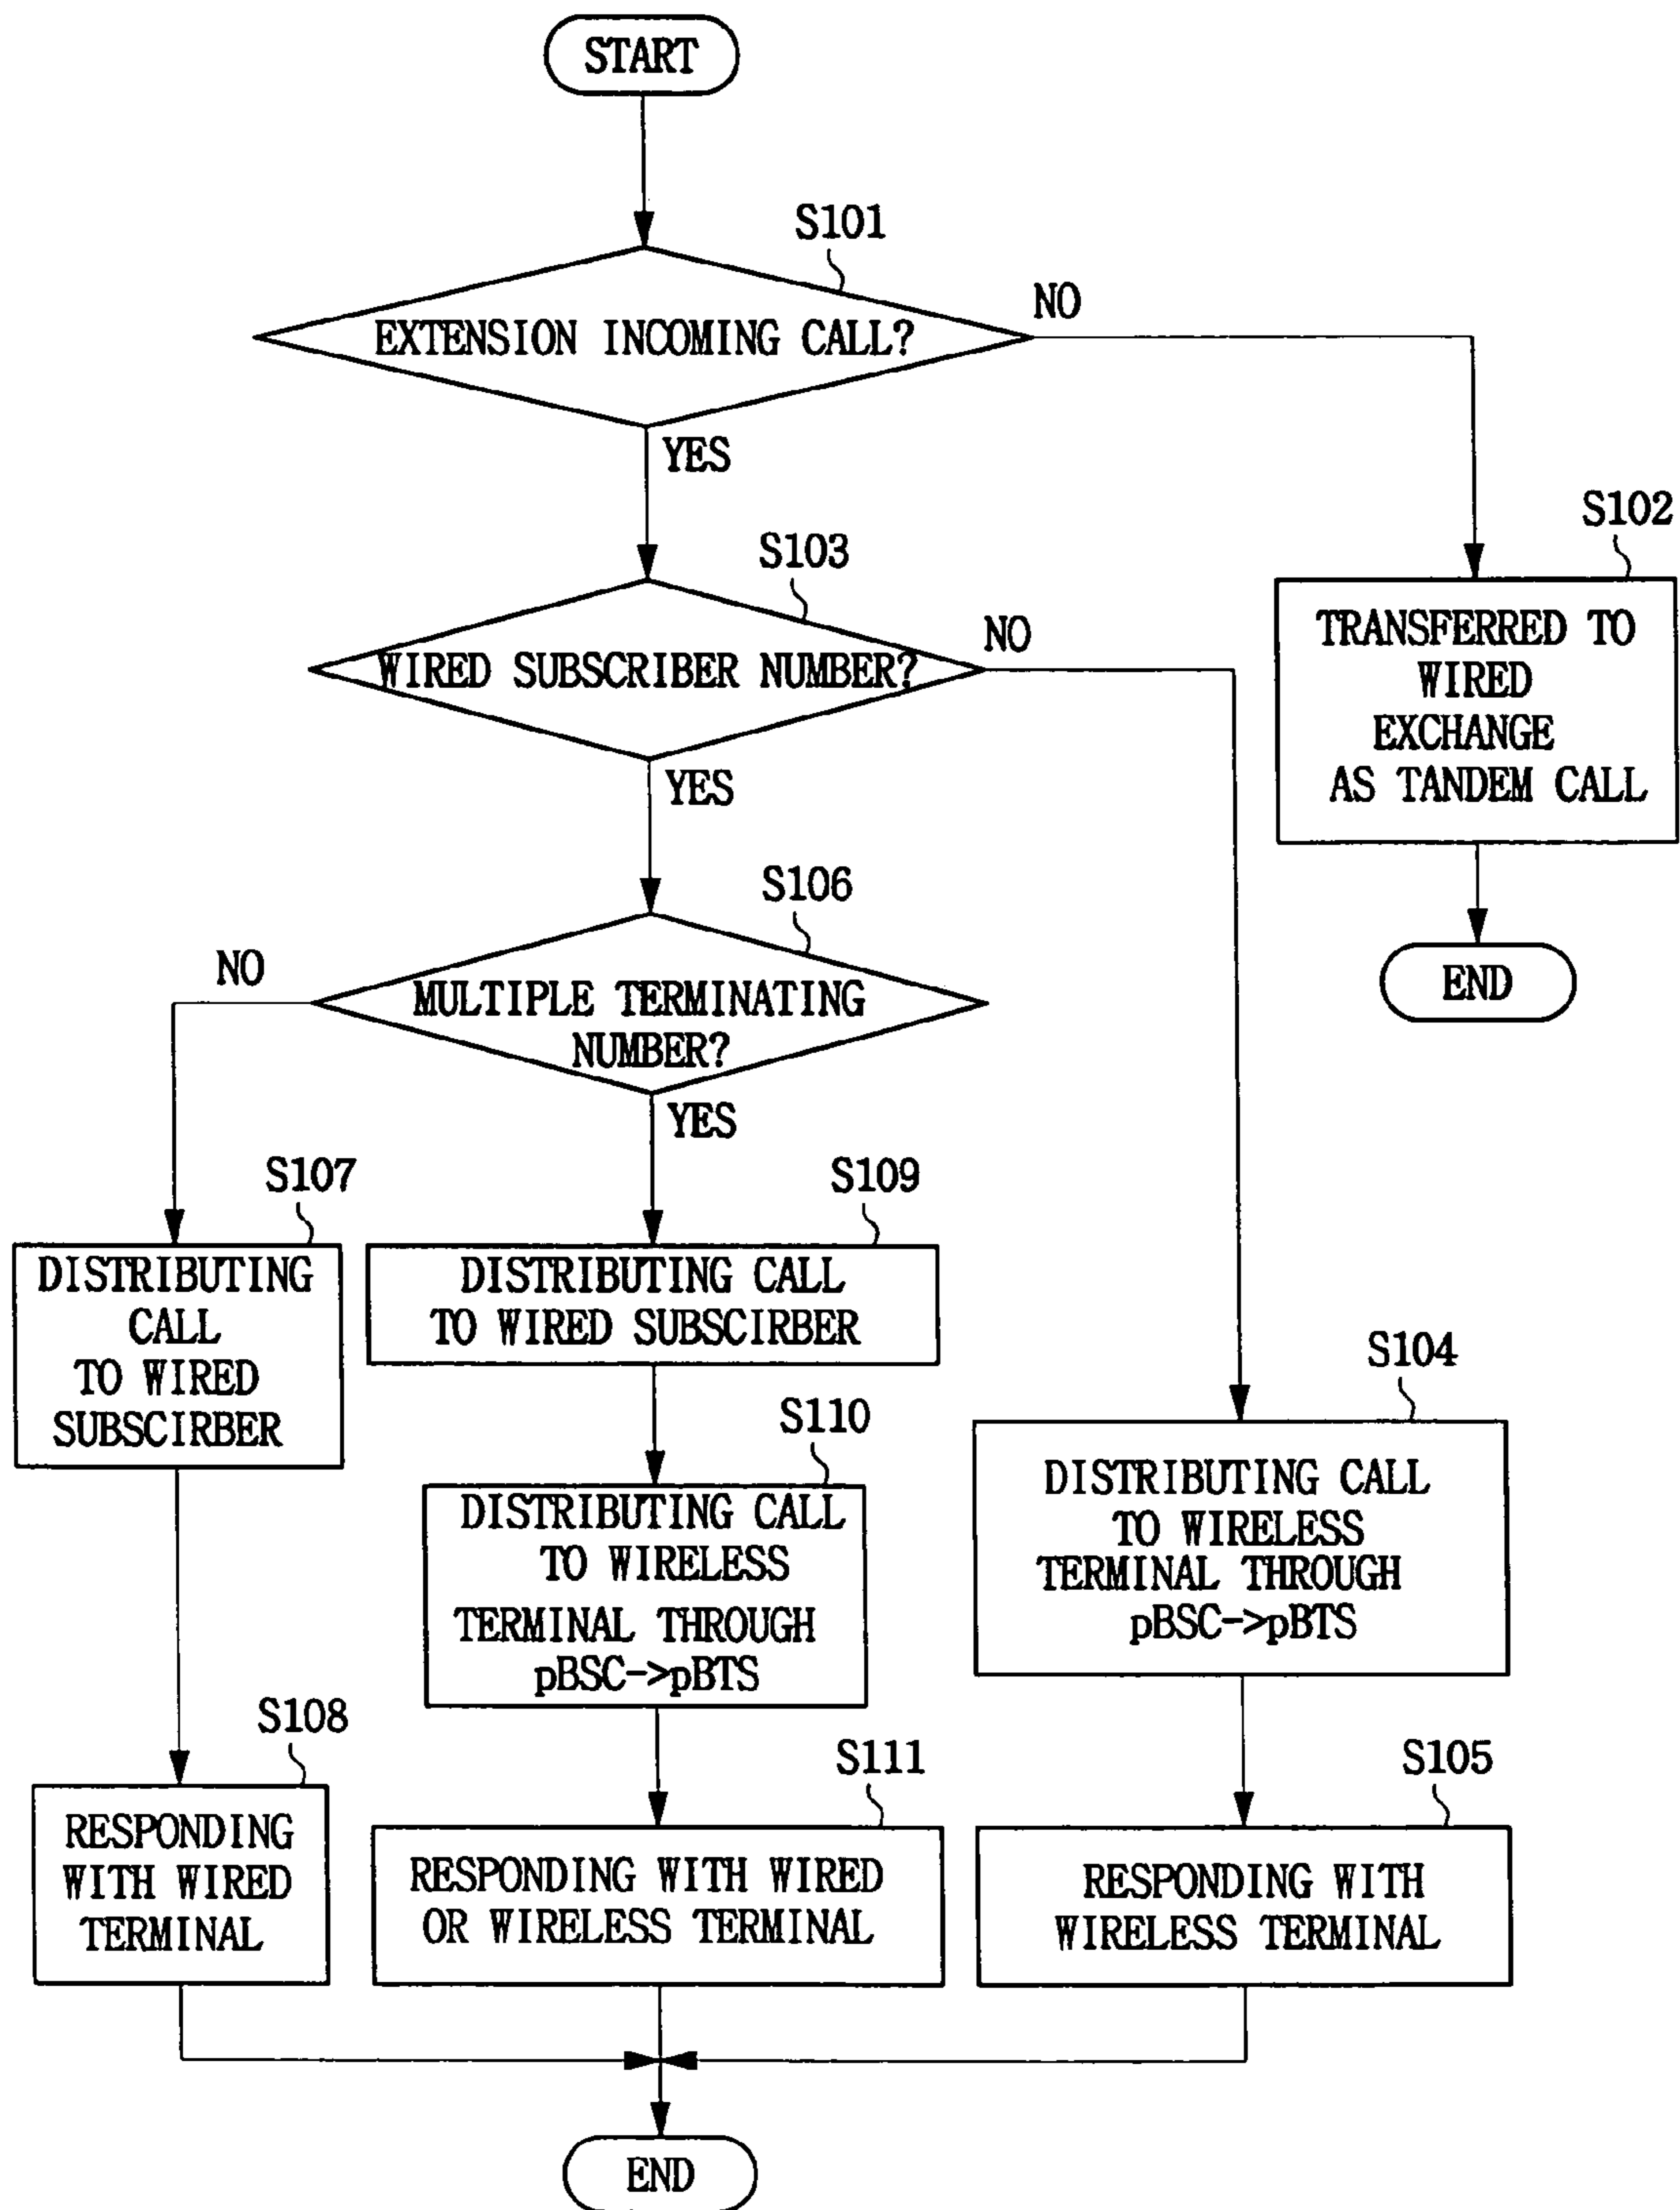 START
S101
EXTENSION INCOMING CALL?
NO
YES
S102
TRANSFERRED TO
WIRED
EXCHANGE
AS TANDEM CALL
END
S103
WIRED SUBSCRIBER NUMBER?
NO
YES
S106
MULTIPLE TERMINATING
NUMBER?
NO
YES
S107
DISTRIBUTING
CALL
TO WIRED
SUBSCIRBER
S109
DISTRIBUTING CALL
TO WIRED SUBSCIRBER
S110
DISTRIBUTING CALL
TO WIRELESS
TERMINAL THROUGH
pBSC->pBTS
S104
DISTRIBUTING CALL
TO WIRELESS
TERMINAL THROUGH
pBSC->pBTS
S108
RESPONDING
WITH WIRED
TERMINAL
S111
RESPONDING WITH WIRED
OR WIRELESS TERMINAL
S105
RESPONDING WITH
WIRELESS TERMINAL
END